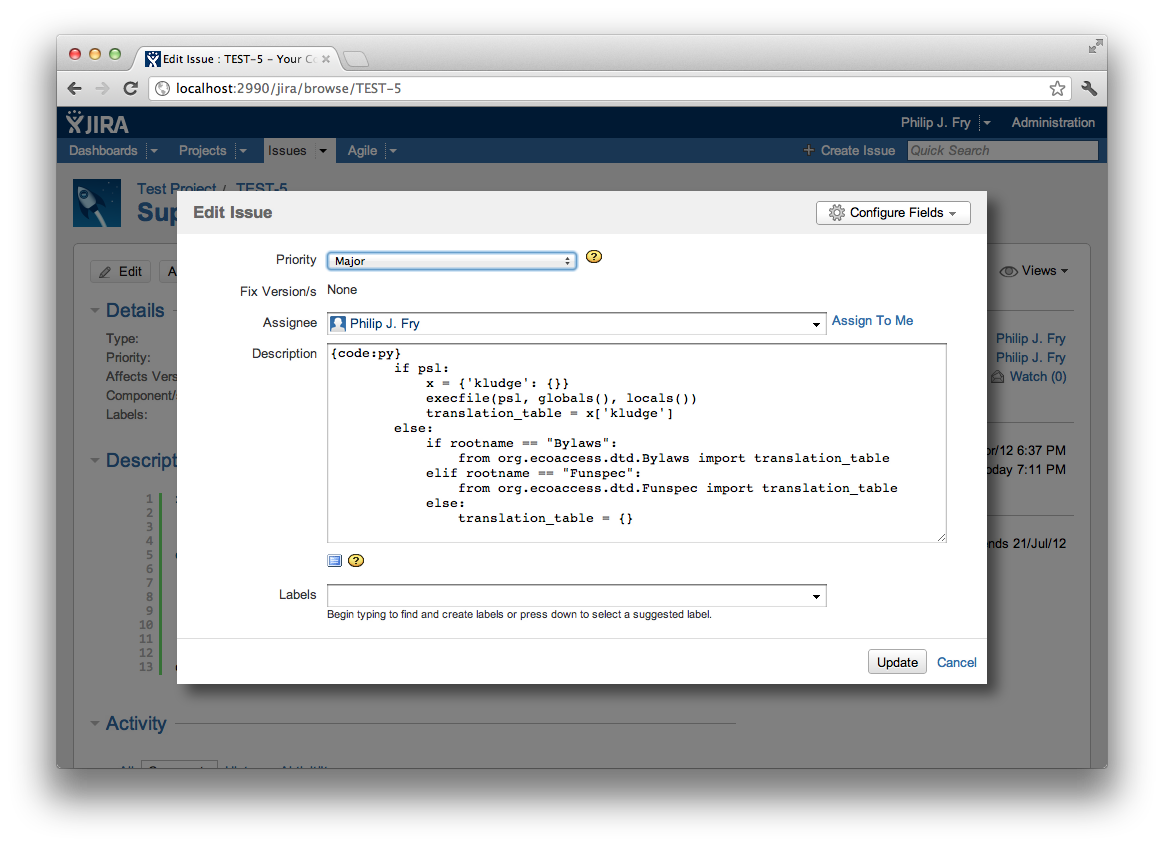 Edit Issue : TEST-5 – Your Co
localhost:2990/jira/browse/TEST-5
JIRA
Philip J. Fry
Administration
Dashboards
Projects
Issues
Agile
+ Create Issue
Quick Search
Test Project / TEST-5
Sup
Edit Issue
Configure Fields
Edit
A
Views
Priority
Major
Fix Version/s
None
Assignee
Philip J. Fry
Assign To Me
Description
{code:py}
        if psl:
            x = {'kludge': {}}
            execfile(psl, globals(), locals())
            translation_table = x['kludge']
        else:
            if rootname == "Bylaws":
                from org.ecoaccess.dtd.Bylaws import translation_table
            elif rootname == "Funspec":
                from org.ecoaccess.dtd.Funspec import translation_table
            else:
                translation_table = {}
Labels
Begin typing to find and create labels or press down to select a suggested label.
Update
Cancel
Details
Type:
Priority:
Affects Vers
Component/
Labels:
Philip J. Fry
Philip J. Fry
Watch (0)
or/12 6:37 PM
oday 7:11 PM
nds 21/Jul/12
Descript
1
2
3
4
5
6
7
8
9
10
11
12
13
Activity